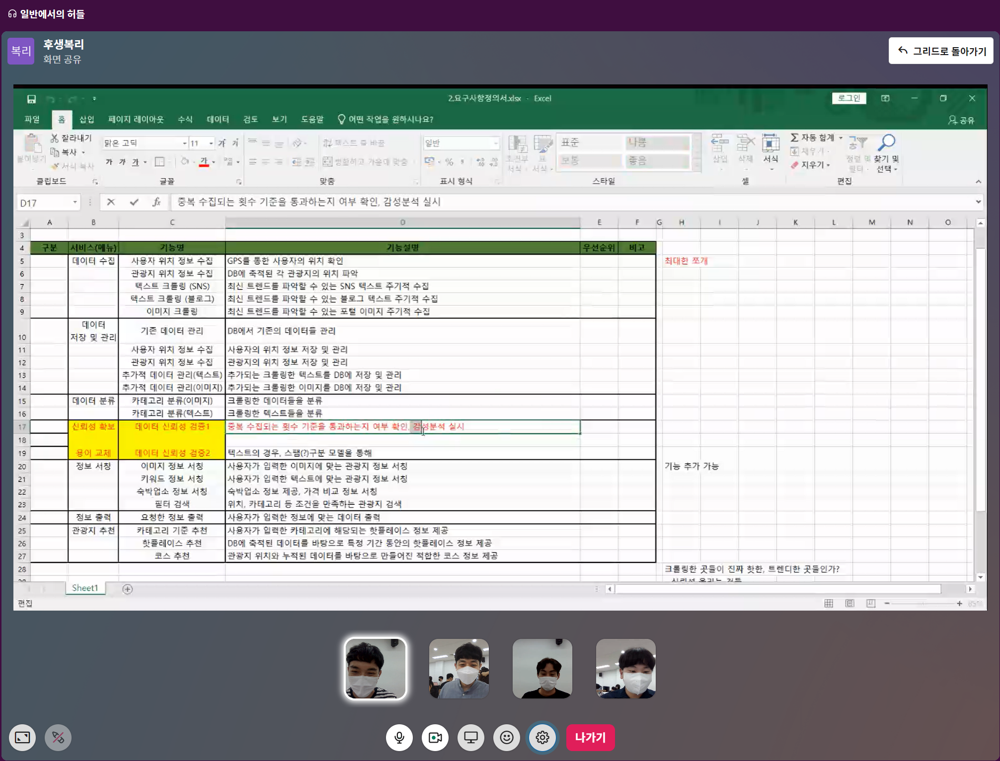 일반에서의 허들
복리
후생복리
화면 공유
그리드로 돌아가기
2.요구사항정의서.xlsx - Excel
로그인
파일 홈 삽입 페이지 레이아웃 수식 데이터 검토 보기 도움말 어떤 작업을 원하시나요? 공유
잘라내기
복사
서식 복사
붙여넣기
클립보드
맑은 고딕 11
가 가 가
글꼴
텍스트 줄 바꿈
병합하고 가운데 맞춤
맞춤
일반
표시 형식
조건부 서식
표 서식
표준 나쁨
보통 좋음
스타일
삽입 삭제 서식
셀
자동 합계
채우기
지우기
정렬 및 필터
찾기 및 선택
편집
D17
fx
중복 수집되는 횟수 기준을 통과하는지 여부 확인, 감성분석 실시
A B C D E F G H I J K L M N O
3
4 구분 서비스(메뉴) 기능명 기능설명 우선순위 비고
5 데이터 수집 사용자 위치 정보 수집 GPS를 통한 사용자의 위치 확인 최대한 쪼개
6 관광지 위치 정보 수집 DB에 축적된 각 관광지의 위치 파악
7 텍스트 크롤링 (SNS) 최신 트렌드를 파악할 수 있는 SNS 텍스트 주기적 수집
8 텍스트 크롤링 (블로그) 최신 트렌드를 파악할 수 있는 블로그 텍스트 주기적 수집
9 이미지 크롤링 최신 트렌드를 파악할 수 있는 포털 이미지 주기적 수집
10 데이터 저장 및 관리 기존 데이터 관리 DB에서 기존의 데이터들 관리
11 사용자 위치 정보 수집 사용자의 위치 정보 저장 및 관리
12 관광지 위치 정보 수집 관광지의 위치 정보 저장 및 관리
13 추가적 데이터 관리(텍스트) 추가되는 크롤링한 텍스트를 DB에 저장 및 관리
14 추가적 데이터 관리(이미지) 추가되는 크롤링한 이미지를 DB에 저장 및 관리
15 데이터 분류 카테고리 분류(이미지) 크롤링한 데이터들을 분류
16 카테고리 분류(텍스트) 크롤링한 텍스트들을 분류
17 신뢰성 확보 데이터 신뢰성 검증1 중복 수집되는 횟수 기준을 통과하는지 여부 확인, 감성분석 실시
18
19 용이 교체 데이터 신뢰성 검증2 텍스트의 경우, 스팸(?)구분 모델을 통해
20 정보 서칭 이미지 정보 서칭 사용자가 입력한 이미지에 맞는 관광지 정보 서칭 기능 추가 가능
21 키워드 정보 서칭 사용자가 입력한 텍스트에 맞는 관광지 정보 서칭
22 숙박업소 정보 서칭 숙박업소 정보 제공, 가격 비교 정보 서칭
23 필터 검색 위치, 카테고리 등 조건을 만족하는 관광지 검색
24 정보 출력 요청한 정보 출력 사용자가 입력한 정보에 맞는 데이터 출력
25 관광지 추천 카테고리 기준 추천 사용자가 입력한 카테고리에 해당되는 핫플레이스 정보 제공
26 핫플레이스 추천 DB에 축적된 데이터를 바탕으로 특정 기간 동안의 핫플레이스 정보 제공
27 코스 추천 관광지 위치와 누적된 데이터를 바탕으로 만들어진 적합한 코스 정보 제공
28 크롤링한 곳들이 진짜 핫한, 트렌디한 곳들인가?
Sheet1
편집
85%
나가기